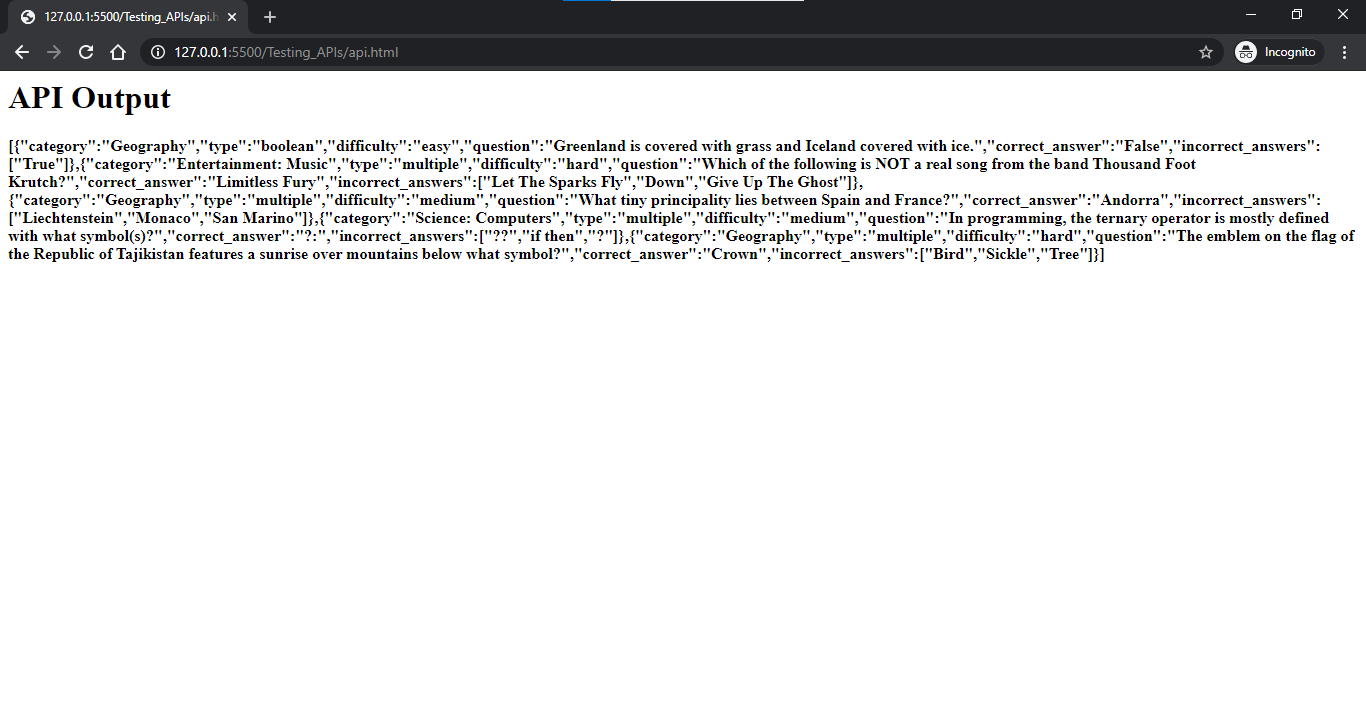 127.0.0.1:5500/Testing_APIs/api.h
127.0.0.1:5500/Testing_APIs/api.html
Incognito
API Output
[{"category":"Geography","type":"boolean","difficulty":"easy","question":"Greenland is covered with grass and Iceland covered with ice.","correct_answer":"False","incorrect_answers":
["True"]},{"category":"Entertainment: Music","type":"multiple","difficulty":"hard","question":"Which of the following is NOT a real song from the band Thousand Foot
Krutch?","correct_answer":"Limitless Fury","incorrect_answers":["Let The Sparks Fly","Down","Give Up The Ghost"]},
{"category":"Geography","type":"multiple","difficulty":"medium","question":"What tiny principality lies between Spain and France?","correct_answer":"Andorra","incorrect_answers":
["Liechtenstein","Monaco","San Marino"]},{"category":"Science: Computers","type":"multiple","difficulty":"medium","question":"In programming, the ternary operator is mostly defined
with what symbol(s)?","correct_answer":"?:","incorrect_answers":["??","if then","?"]},{"category":"Geography","type":"multiple","difficulty":"hard","question":"The emblem on the flag of
the Republic of Tajikistan features a sunrise over mountains below what symbol?","correct_answer":"Crown","incorrect_answers":["Bird","Sickle","Tree"]}]